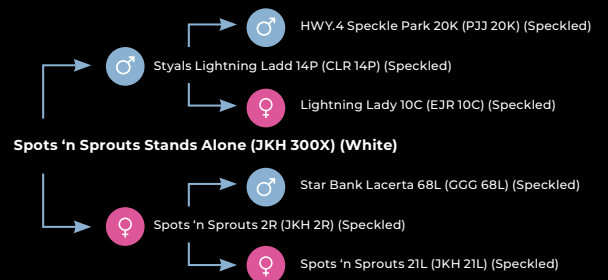 HWY.4 Speckle Park 20K (PJJ 20K) (Speckled)
Styals Lightning Ladd 14P (CLR 14P) (Speckled)
Lightning Lady 10C (EJR 10C) (Speckled)
Spots ‘n Sprouts Stands Alone (JKH 300X) (White)
Star Bank Lacerta 68L (GGG 68L) (Speckled)
Spots ‘n Sprouts 2R (JKH 2R) (Speckled)
Spots ‘n Sprouts 21L (JKH 21L) (Speckled)